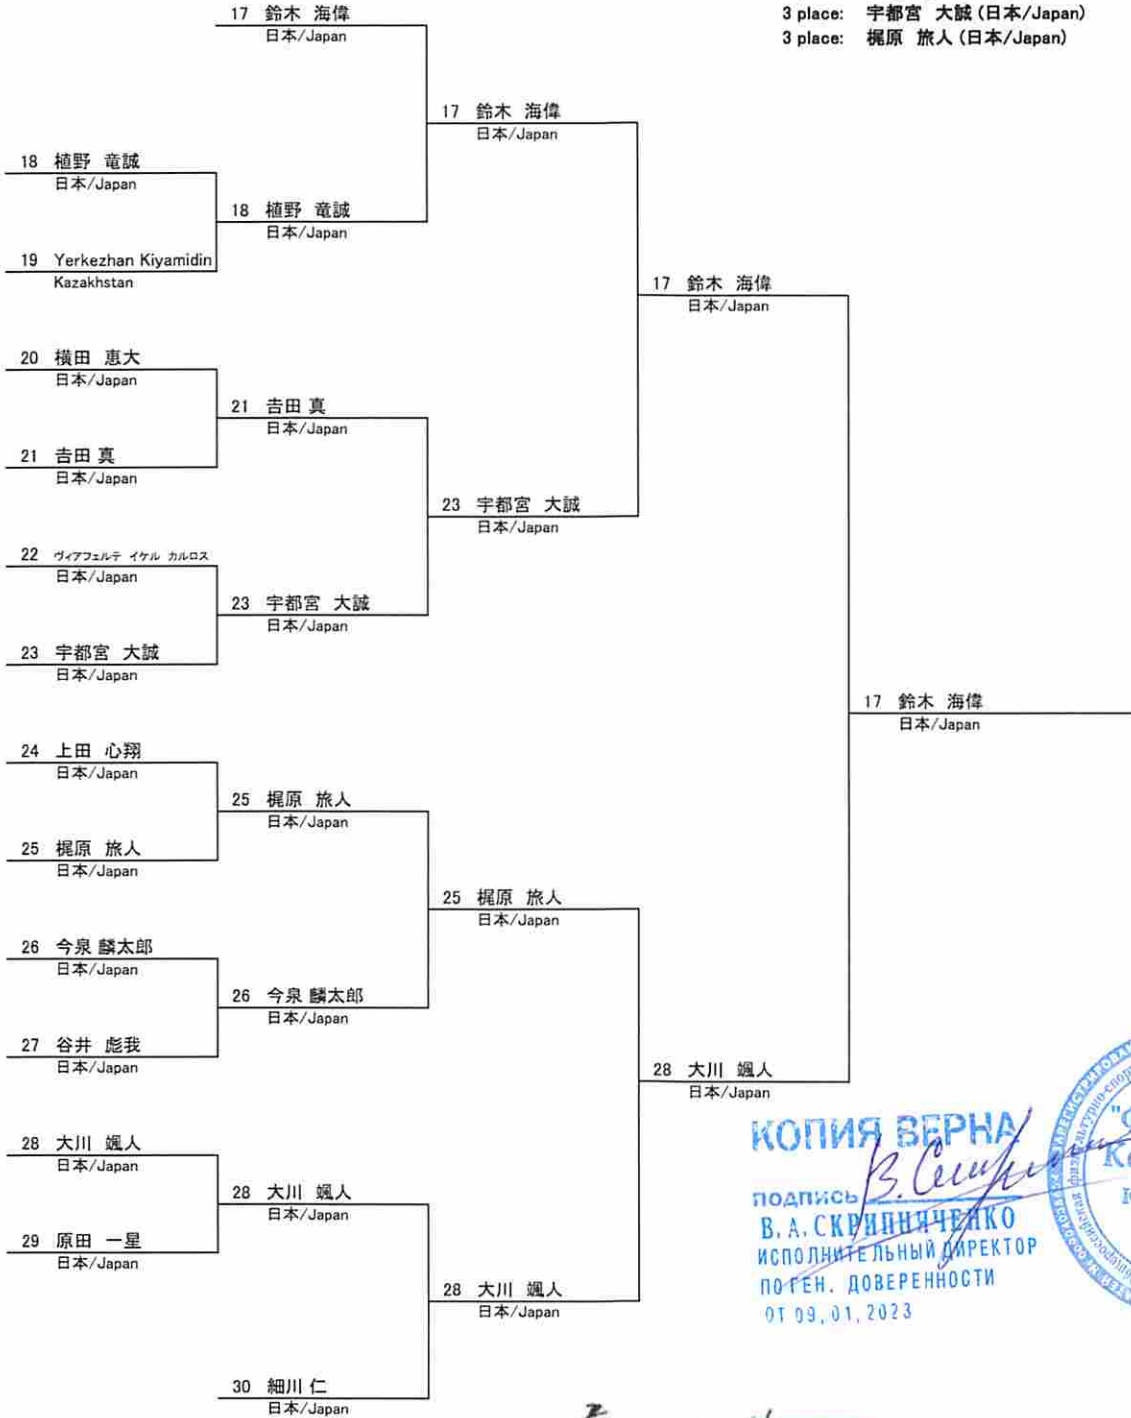 3 place: 宇都宮 大誠 (日本/Japan)
3 place: 梶原 旅人 (日本/Japan)
17 鈴木 海偉
日本/Japan
17 鈴木 海偉
日本/Japan
18 植野 竜誠
日本/Japan
18 植野 竜誠
日本/Japan
19 Yerkezhan Kiyamidin
Kazakhstan
17 鈴木 海偉
日本/Japan
20 横田 恵大
日本/Japan
21 吉田 真
日本/Japan
21 吉田 真
日本/Japan
23 宇都宮 大誠
日本/Japan
22 ヴィアフェルテ イケル カルロス
日本/Japan
23 宇都宮 大誠
日本/Japan
23 宇都宮 大誠
日本/Japan
17 鈴木 海偉
日本/Japan
24 上田 心翔
日本/Japan
25 梶原 旅人
日本/Japan
25 梶原 旅人
日本/Japan
25 梶原 旅人
日本/Japan
26 今泉 麟太郎
日本/Japan
26 今泉 麟太郎
日本/Japan
27 谷井 彪我
日本/Japan
28 大川 颯人
日本/Japan
28 大川 颯人
日本/Japan
28 大川 颯人
日本/Japan
29 原田 一星
日本/Japan
28 大川 颯人
日本/Japan
30 細川 仁
日本/Japan
КОПИЯ ВЕРНА
ПОДПИСЬ
В.А.СКРИПНЯЧЕНКО
ИСПОЛНИТЕЛЬНЫЙ ДИРЕКТОР
ПО ГЕН. ДОВЕРЕННОСТИ
ОТ 09,01,2023